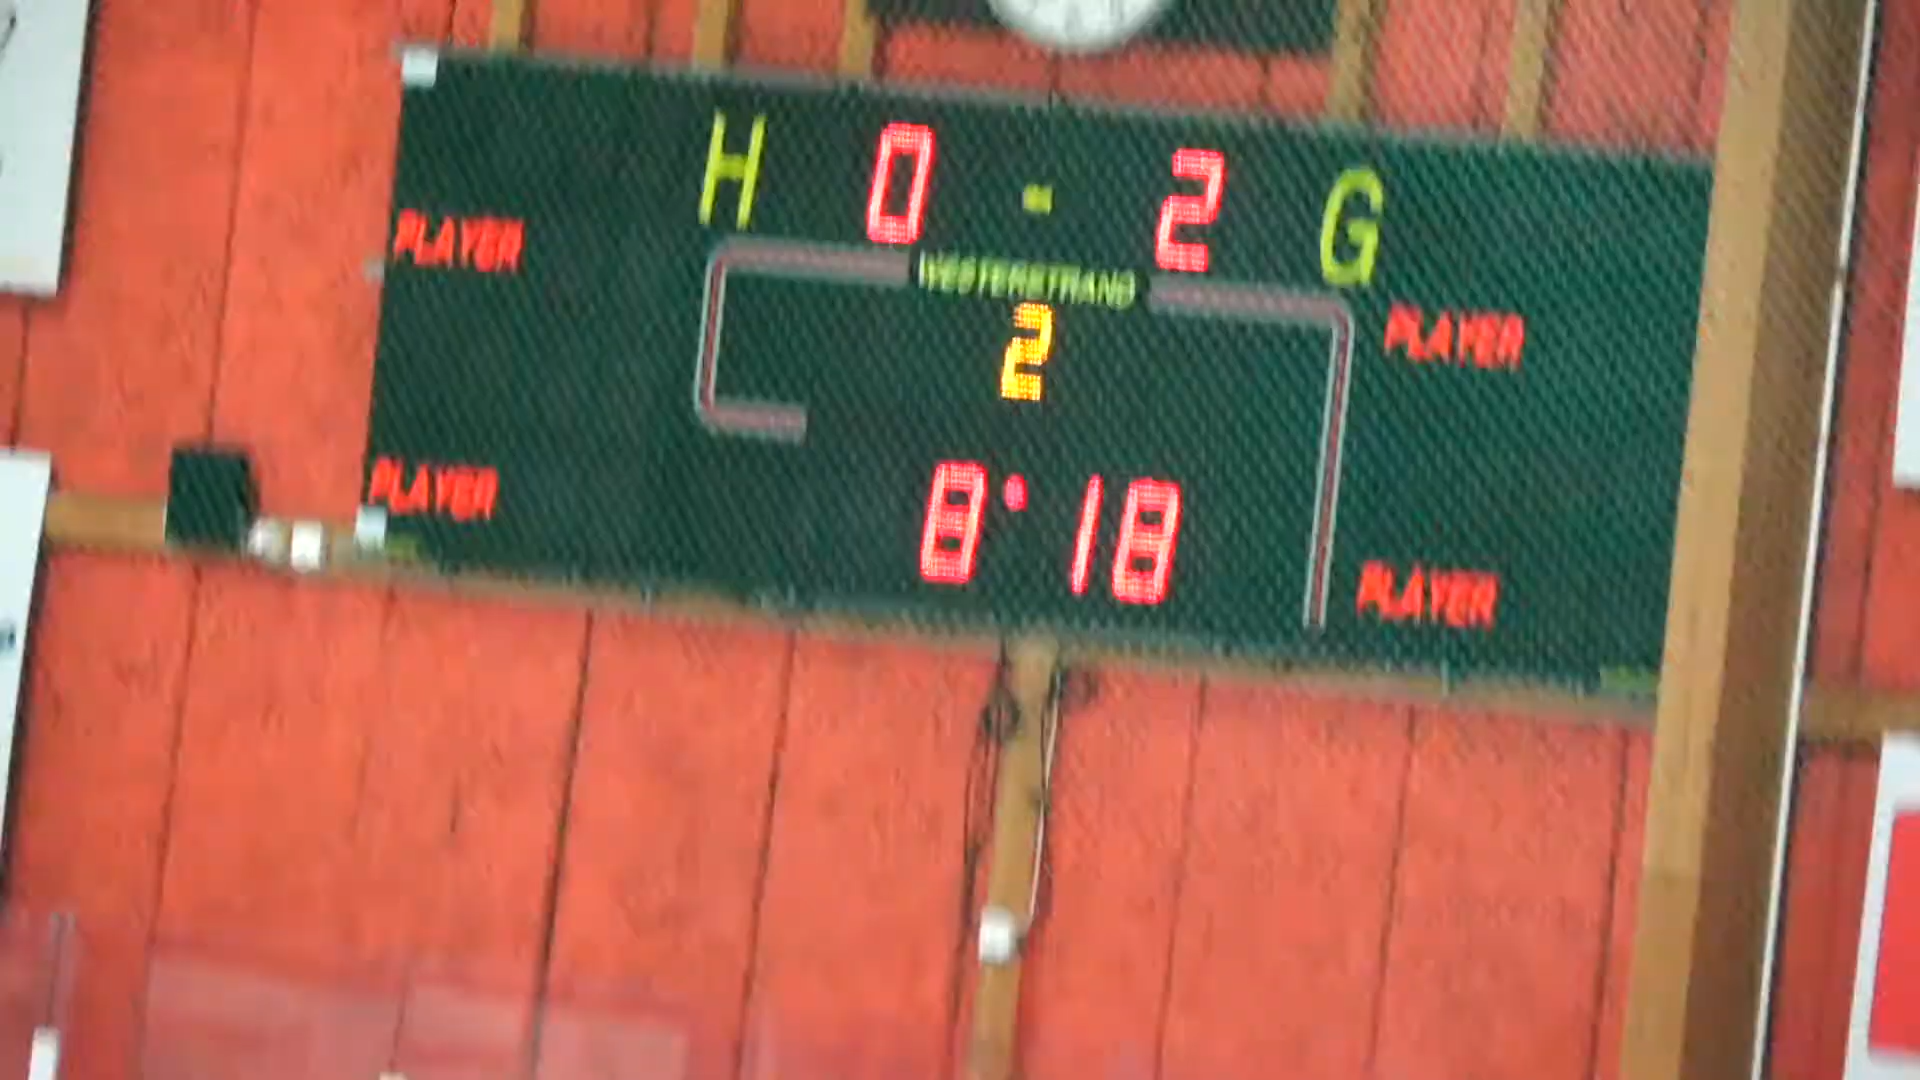 H 0 - 2 G
WESTERSTRAND
PLAYER
PLAYER
2
PLAYER
8:18
PLAYER